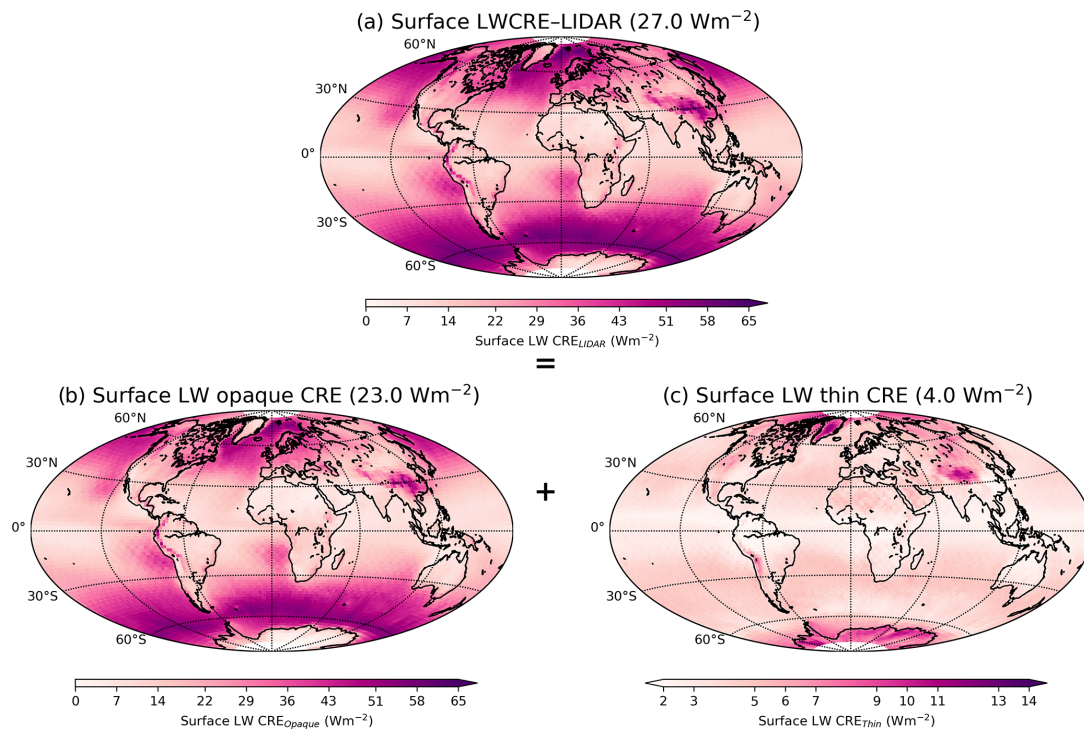 (a) Surface LWCRE–LIDAR (27.0 Wm⁻²)
60°N
30°N
0°
30°S
60°S
0 7 14 22 29 36 43 51 58 65
Surface LW CRE_LIDAR (Wm⁻²)
=
(b) Surface LW opaque CRE (23.0 Wm⁻²)
60°N
30°N
0°
30°S
60°S
0 7 14 22 29 36 43 51 58 65
Surface LW CRE_Opaque (Wm⁻²)
+
(c) Surface LW thin CRE (4.0 Wm⁻²)
60°N
30°N
0°
30°S
60°S
2 3 5 6 7 9 10 11 13 14
Surface LW CRE_Thin (Wm⁻²)